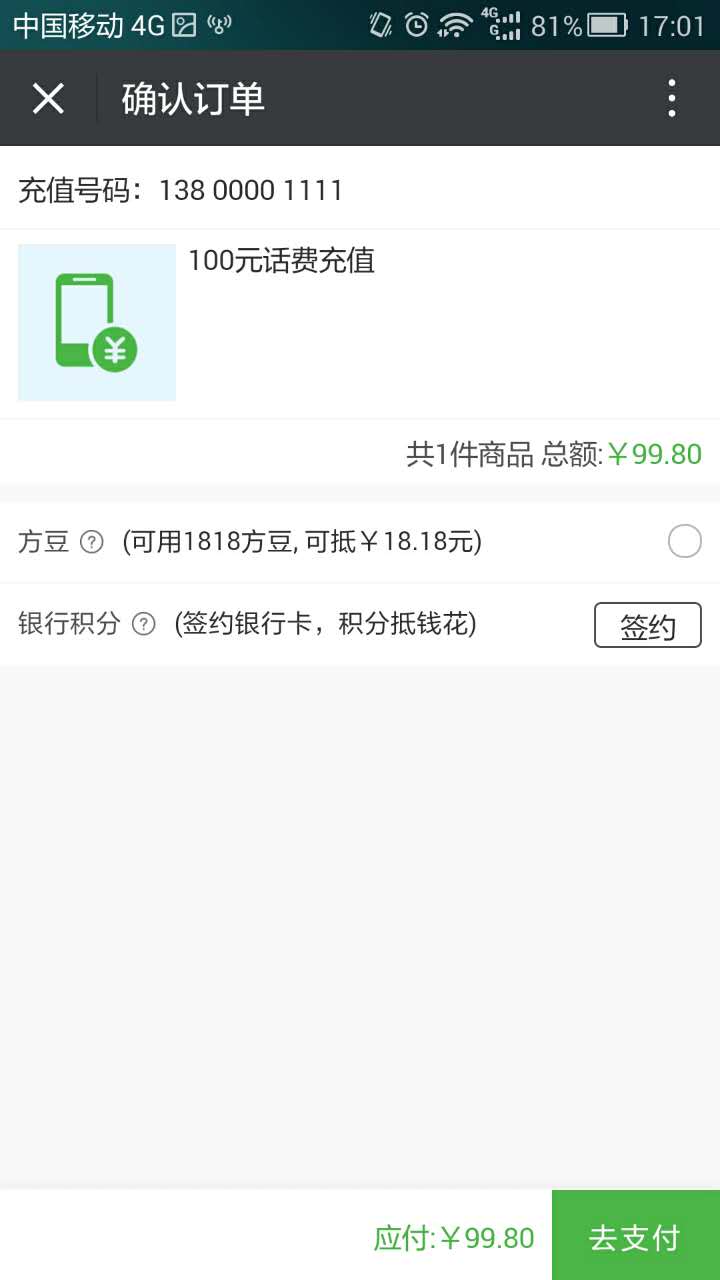 中国移动 4G 4G G 81% 17:01
确认订单
充值号码：138 0000 1111
100元话费充值
¥
共1件商品 总额:￥99.80
方豆 ? (可用1818方豆, 可抵￥18.18元)
银行积分 ? (签约银行卡，积分抵钱花) 签约
应付:￥99.80 去支付